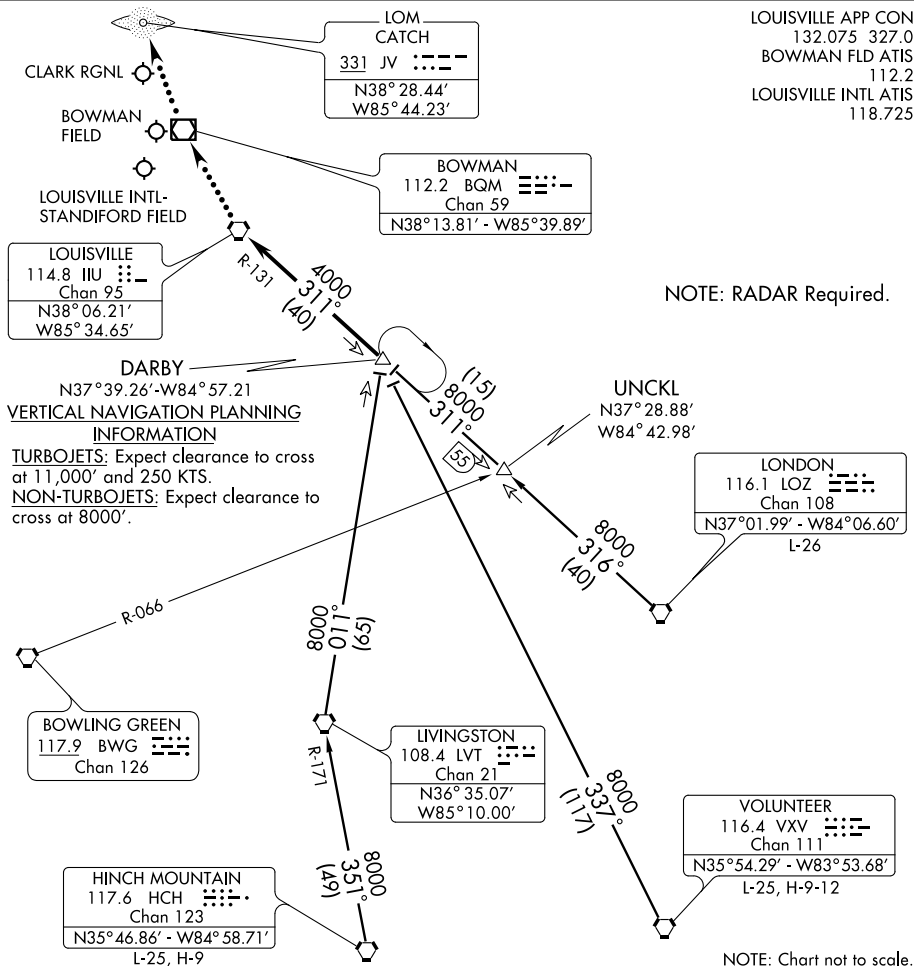 LOM
CATCH
331 JV
N38° 28.44'
W85° 44.23'
LOUISVILLE APP CON
132.075 327.0
BOWMAN FLD ATIS
112.2
LOUISVILLE INTL ATIS
118.725
CLARK RGNL
BOWMAN
FIELD
LOUISVILLE INTL-
STANDIFORD FIELD
BOWMAN
112.2 BQM
Chan 59
N38°13.81' - W85°39.89'
LOUISVILLE
114.8 IIU
Chan 95
N38° 06.21'
W85° 34.65'
R-131
4000
311°
(40)
NOTE: RADAR Required.
DARBY
N37°39.26'-W84°57.21
VERTICAL NAVIGATION PLANNING
INFORMATION
TURBOJETS: Expect clearance to cross
at 11,000' and 250 KTS.
NON-TURBOJETS: Expect clearance to
cross at 8000'.
(15)
8000
311°
55
UNCKL
N37°28.88'
W84°42.98'
LONDON
116.1 LOZ
Chan 108
N37°01.99' - W84°06.60'
L-26
8000
316°
(40)
R-066
8000
011°
(65)
BOWLING GREEN
117.9 BWG
Chan 126
LIVINGSTON
108.4 LVT
Chan 21
N36° 35.07'
W85°10.00'
R-171
8000
351°
(49)
8000
337°
(117)
VOLUNTEER
116.4 VXV
Chan 111
N35°54.29' - W83°53.68'
L-25, H-9-12
HINCH MOUNTAIN
117.6 HCH
Chan 123
N35°46.86' - W84°58.71'
L-25, H-9
NOTE: Chart not to scale.